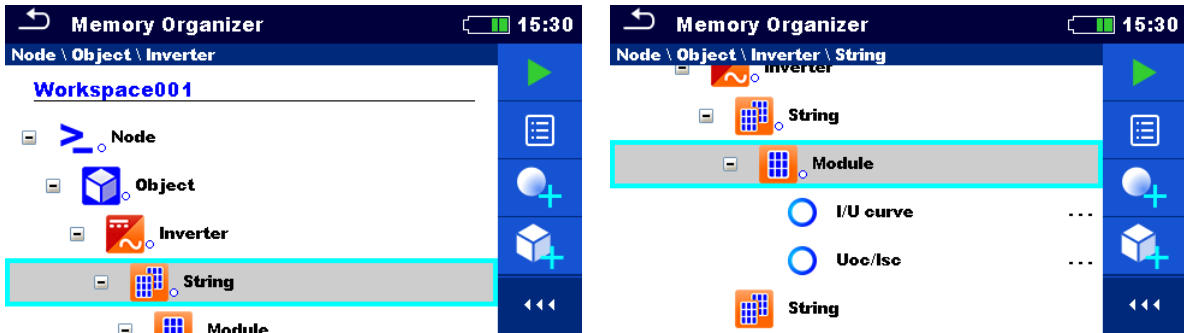 Memory Organizer 15:30
Node \ Object \ Inverter
Workspace001
Node
Object
Inverter
String
Module
Memory Organizer 15:30
Node \ Object \ Inverter \ String
Inverter
String
Module
I/U curve ...
Uoc/Isc ...
String